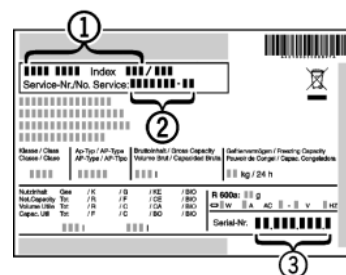 1
Index /
Service-Nr./No. Service: -
2
Klasse / Class
Classe / Clase
Ap-Typ / AP-Type
AP-Type / AP-Tipo
Bruttoinhalt / Gross Capacity
Volume Brut / Capacidad Bruta
Gefriervermögen / Freezing Capacity
Pouvoir de Congel / Capac. Congeladora
kg / 24 h
Nutzinhalt Ges / K / G / KE / BIO
Net.Capacity Tot / R / F / CE / BIO
Volume Utile Tot / R / C / CA / BIO
Capac. Util Tot / F / C / BO / BIO
l l
R 600a: g
W A AC - V HZ
Serial-Nr.
3